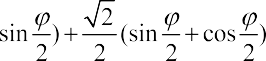 sin φ/2) + √2/2 (sin φ/2 + cos φ/2)